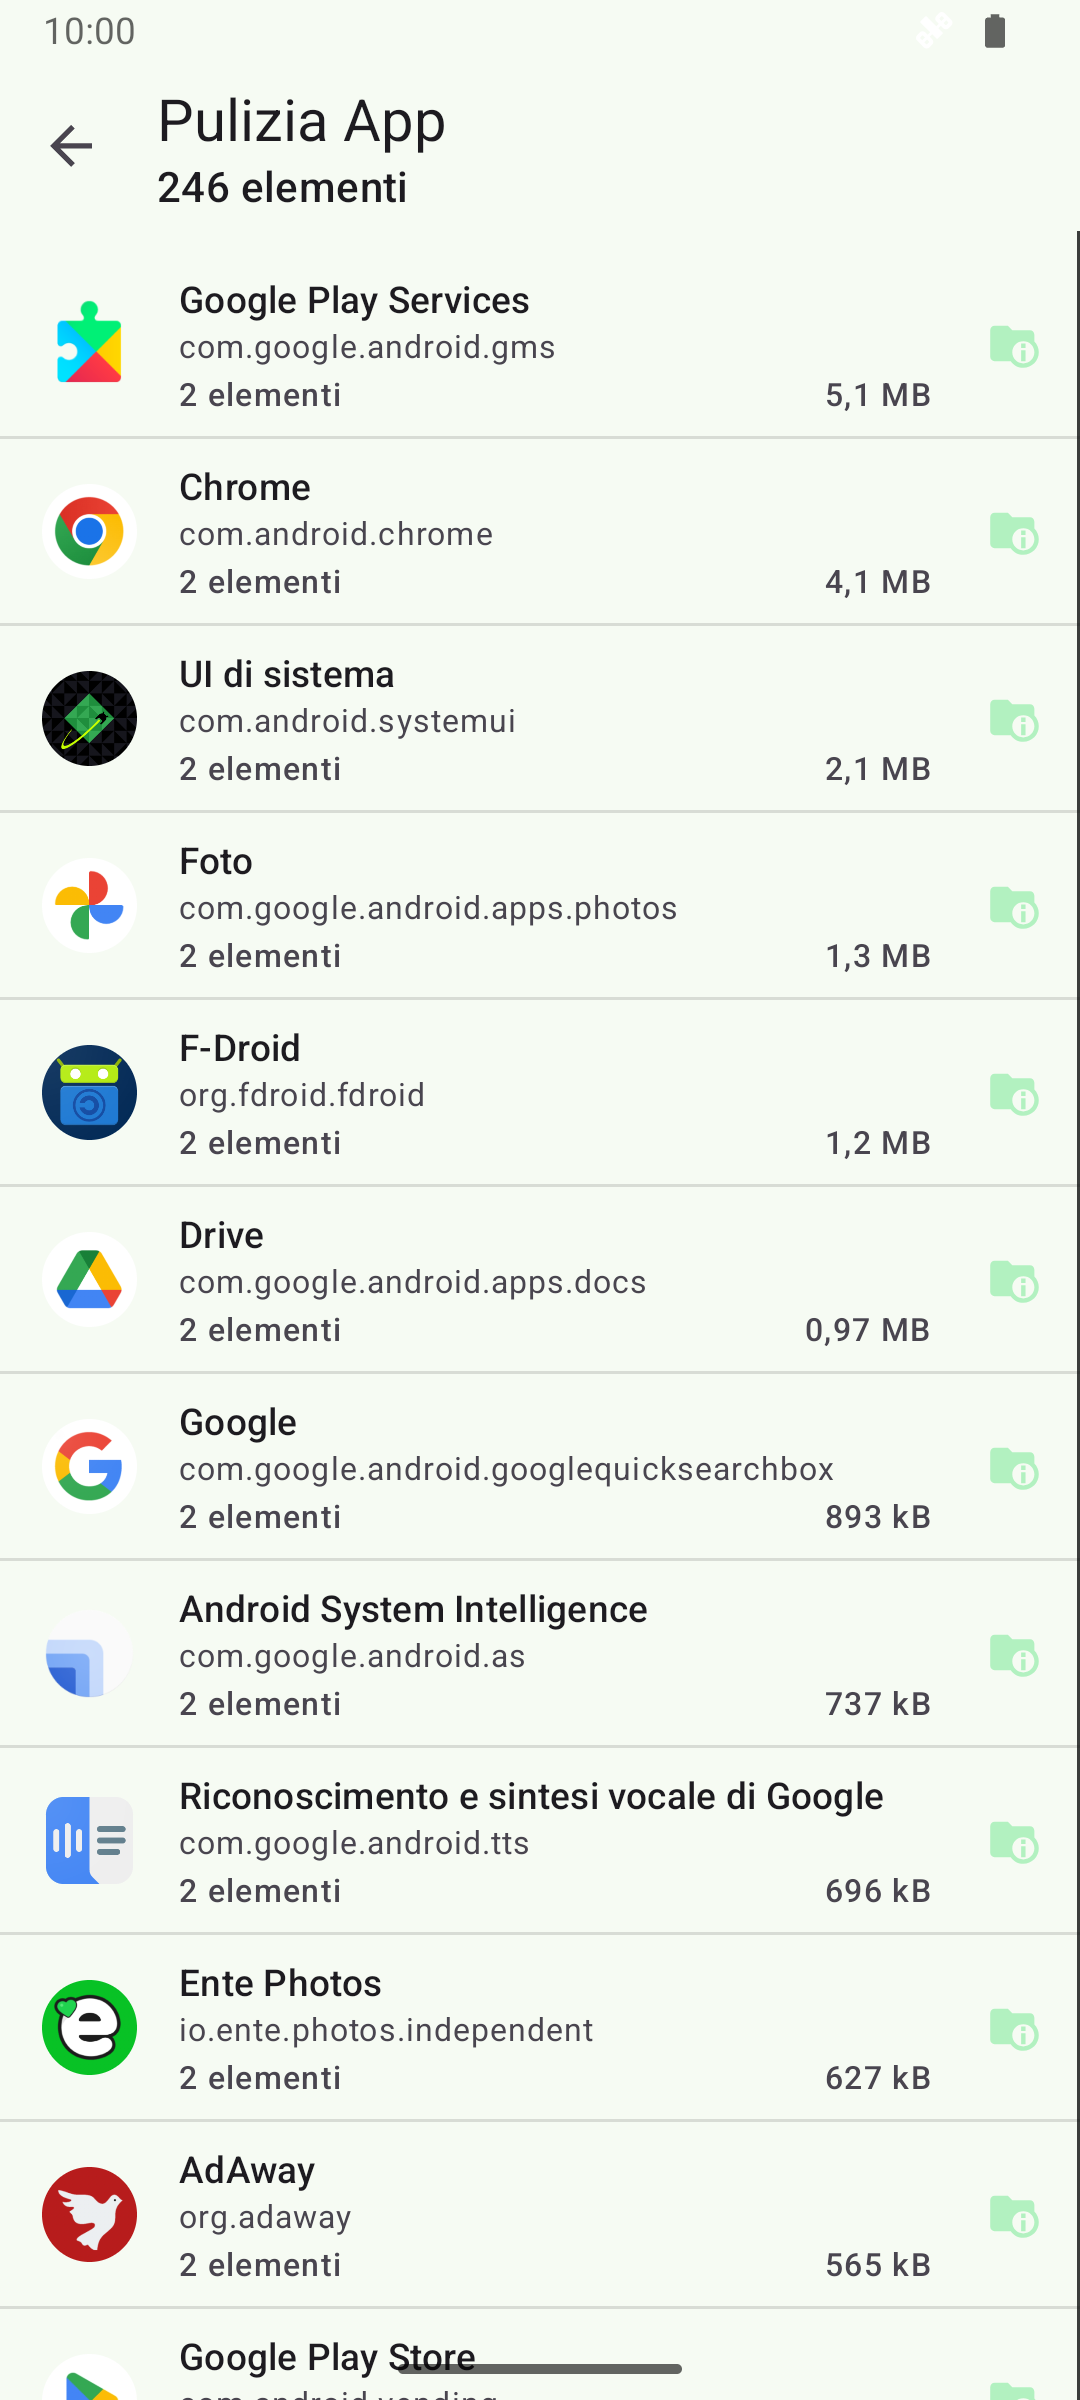 10:00
Pulizia App
246 elementi
Google Play Services
com.google.android.gms
2 elementi 5,1 MB
Chrome
com.android.chrome
2 elementi 4,1 MB
UI di sistema
com.android.systemui
2 elementi 2,1 MB
Foto
com.google.android.apps.photos
2 elementi 1,3 MB
F-Droid
org.fdroid.fdroid
2 elementi 1,2 MB
Drive
com.google.android.apps.docs
2 elementi 0,97 MB
Google
com.google.android.googlequicksearchbox
2 elementi 893 kB
Android System Intelligence
com.google.android.as
2 elementi 737 kB
Riconoscimento e sintesi vocale di Google
com.google.android.tts
2 elementi 696 kB
Ente Photos
io.ente.photos.independent
2 elementi 627 kB
AdAway
org.adaway
2 elementi 565 kB
Google Play Store
com.android.vending